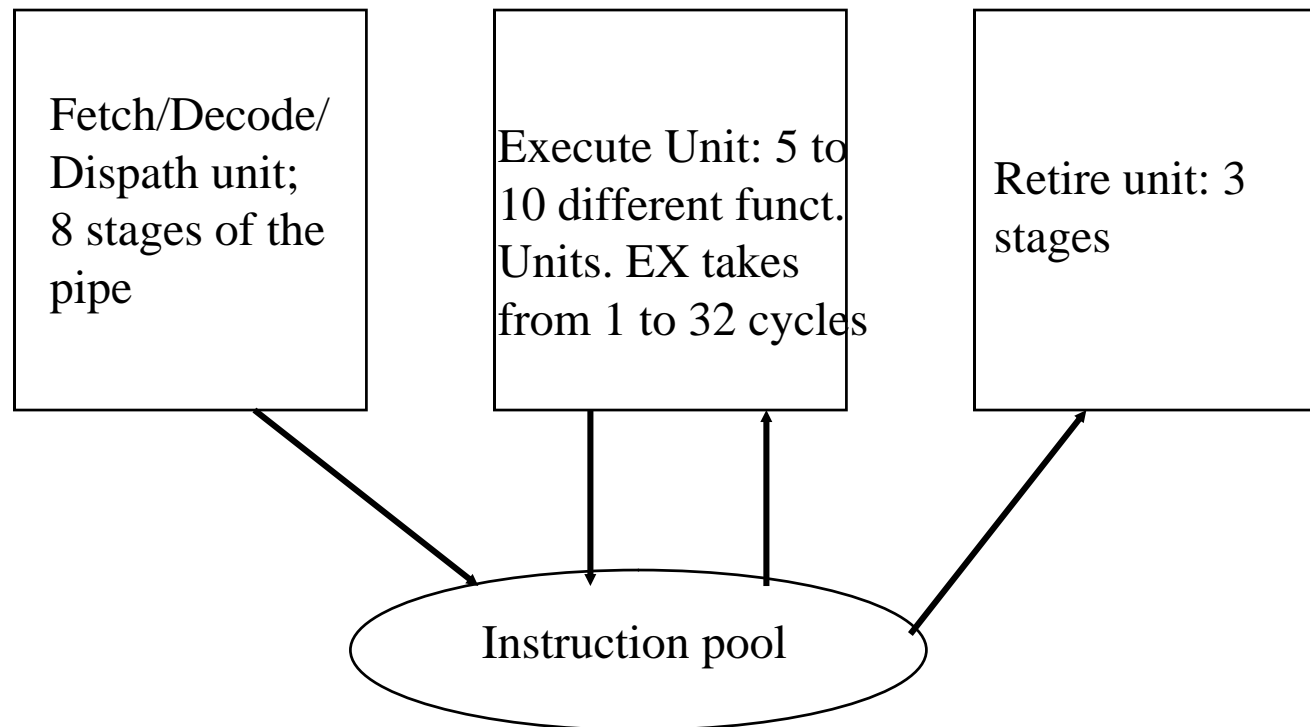 Fetch/Decode/
Dispath unit;
8 stages of the
pipe
Execute Unit: 5 to
10 different funct.
Units. EX takes
from 1 to 32 cycles
Retire unit: 3
stages
Instruction pool